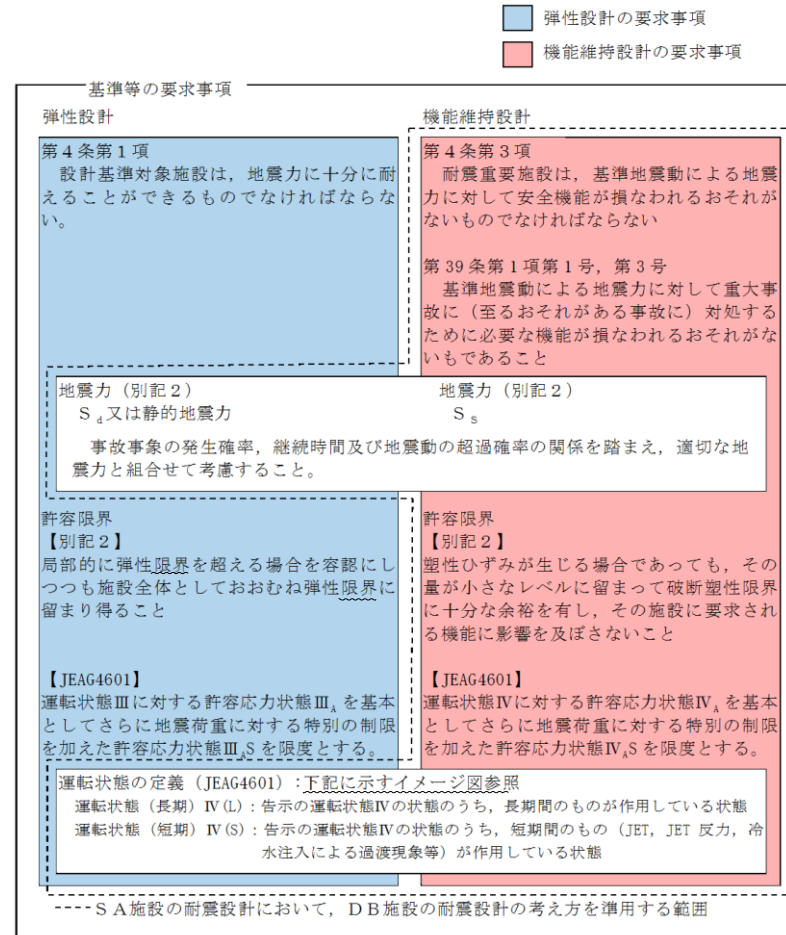 弾性設計の要求事項
機能維持設計の要求事項
基準等の要求事項
弾性設計
第4条第1項
設計基準対象施設は，地震力に十分に耐
えることができるものでなければならな
い。
機能維持設計
第4条第3項
耐震重要施設は，基準地震動による地震
力に対して安全機能が損なわれるおそれが
ないものでなければならない
第39条第1項第1号，第3号
基準地震動による地震力に対して重大事
故に（至るおそれがある事故に）対処する
ために必要な機能が損なわれるおそれがな
いもであること
地震力（別記2）
Ｓd又は静的地震力
地震力（別記2）
Ｓs
事故事象の発生確率，継続時間及び地震動の超過確率の関係を踏まえ，適切な地
震力と組合せて考慮すること。
許容限界
【別記2】
局部的に弾性限界を超える場合を容認にし
つつも施設全体としておおむね弾性限界に
留まり得ること
【JEAG4601】
運転状態Ⅲに対する許容応力状態ⅢAを基本
としてさらに地震荷重に対する特別の制限
を加えた許容応力状態ⅢASを限度とする。
許容限界
【別記2】
塑性ひずみが生じる場合であっても，その
量が小さなレベルに留まって破断塑性限界
に十分な余裕を有し，その施設に要求され
る機能に影響を及ぼさないこと
【JEAG4601】
運転状態Ⅳに対する許容応力状態ⅣAを基本
としてさらに地震荷重に対する特別の制限
を加えた許容応力状態ⅣASを限度とする。
運転状態の定義（JEAG4601）：下記に示すイメージ図参照
運転状態（長期）Ⅳ(L)：告示の運転状態Ⅳの状態のうち，長期間のものが作用している状態
運転状態（短期）Ⅳ(S)：告示の運転状態Ⅳの状態のうち，短期間のもの（JET, JET 反力，冷
水注入による過渡現象等）が作用している状態
ＳＡ施設の耐震設計において，ＤＢ施設の耐震設計の考え方を準用する範囲